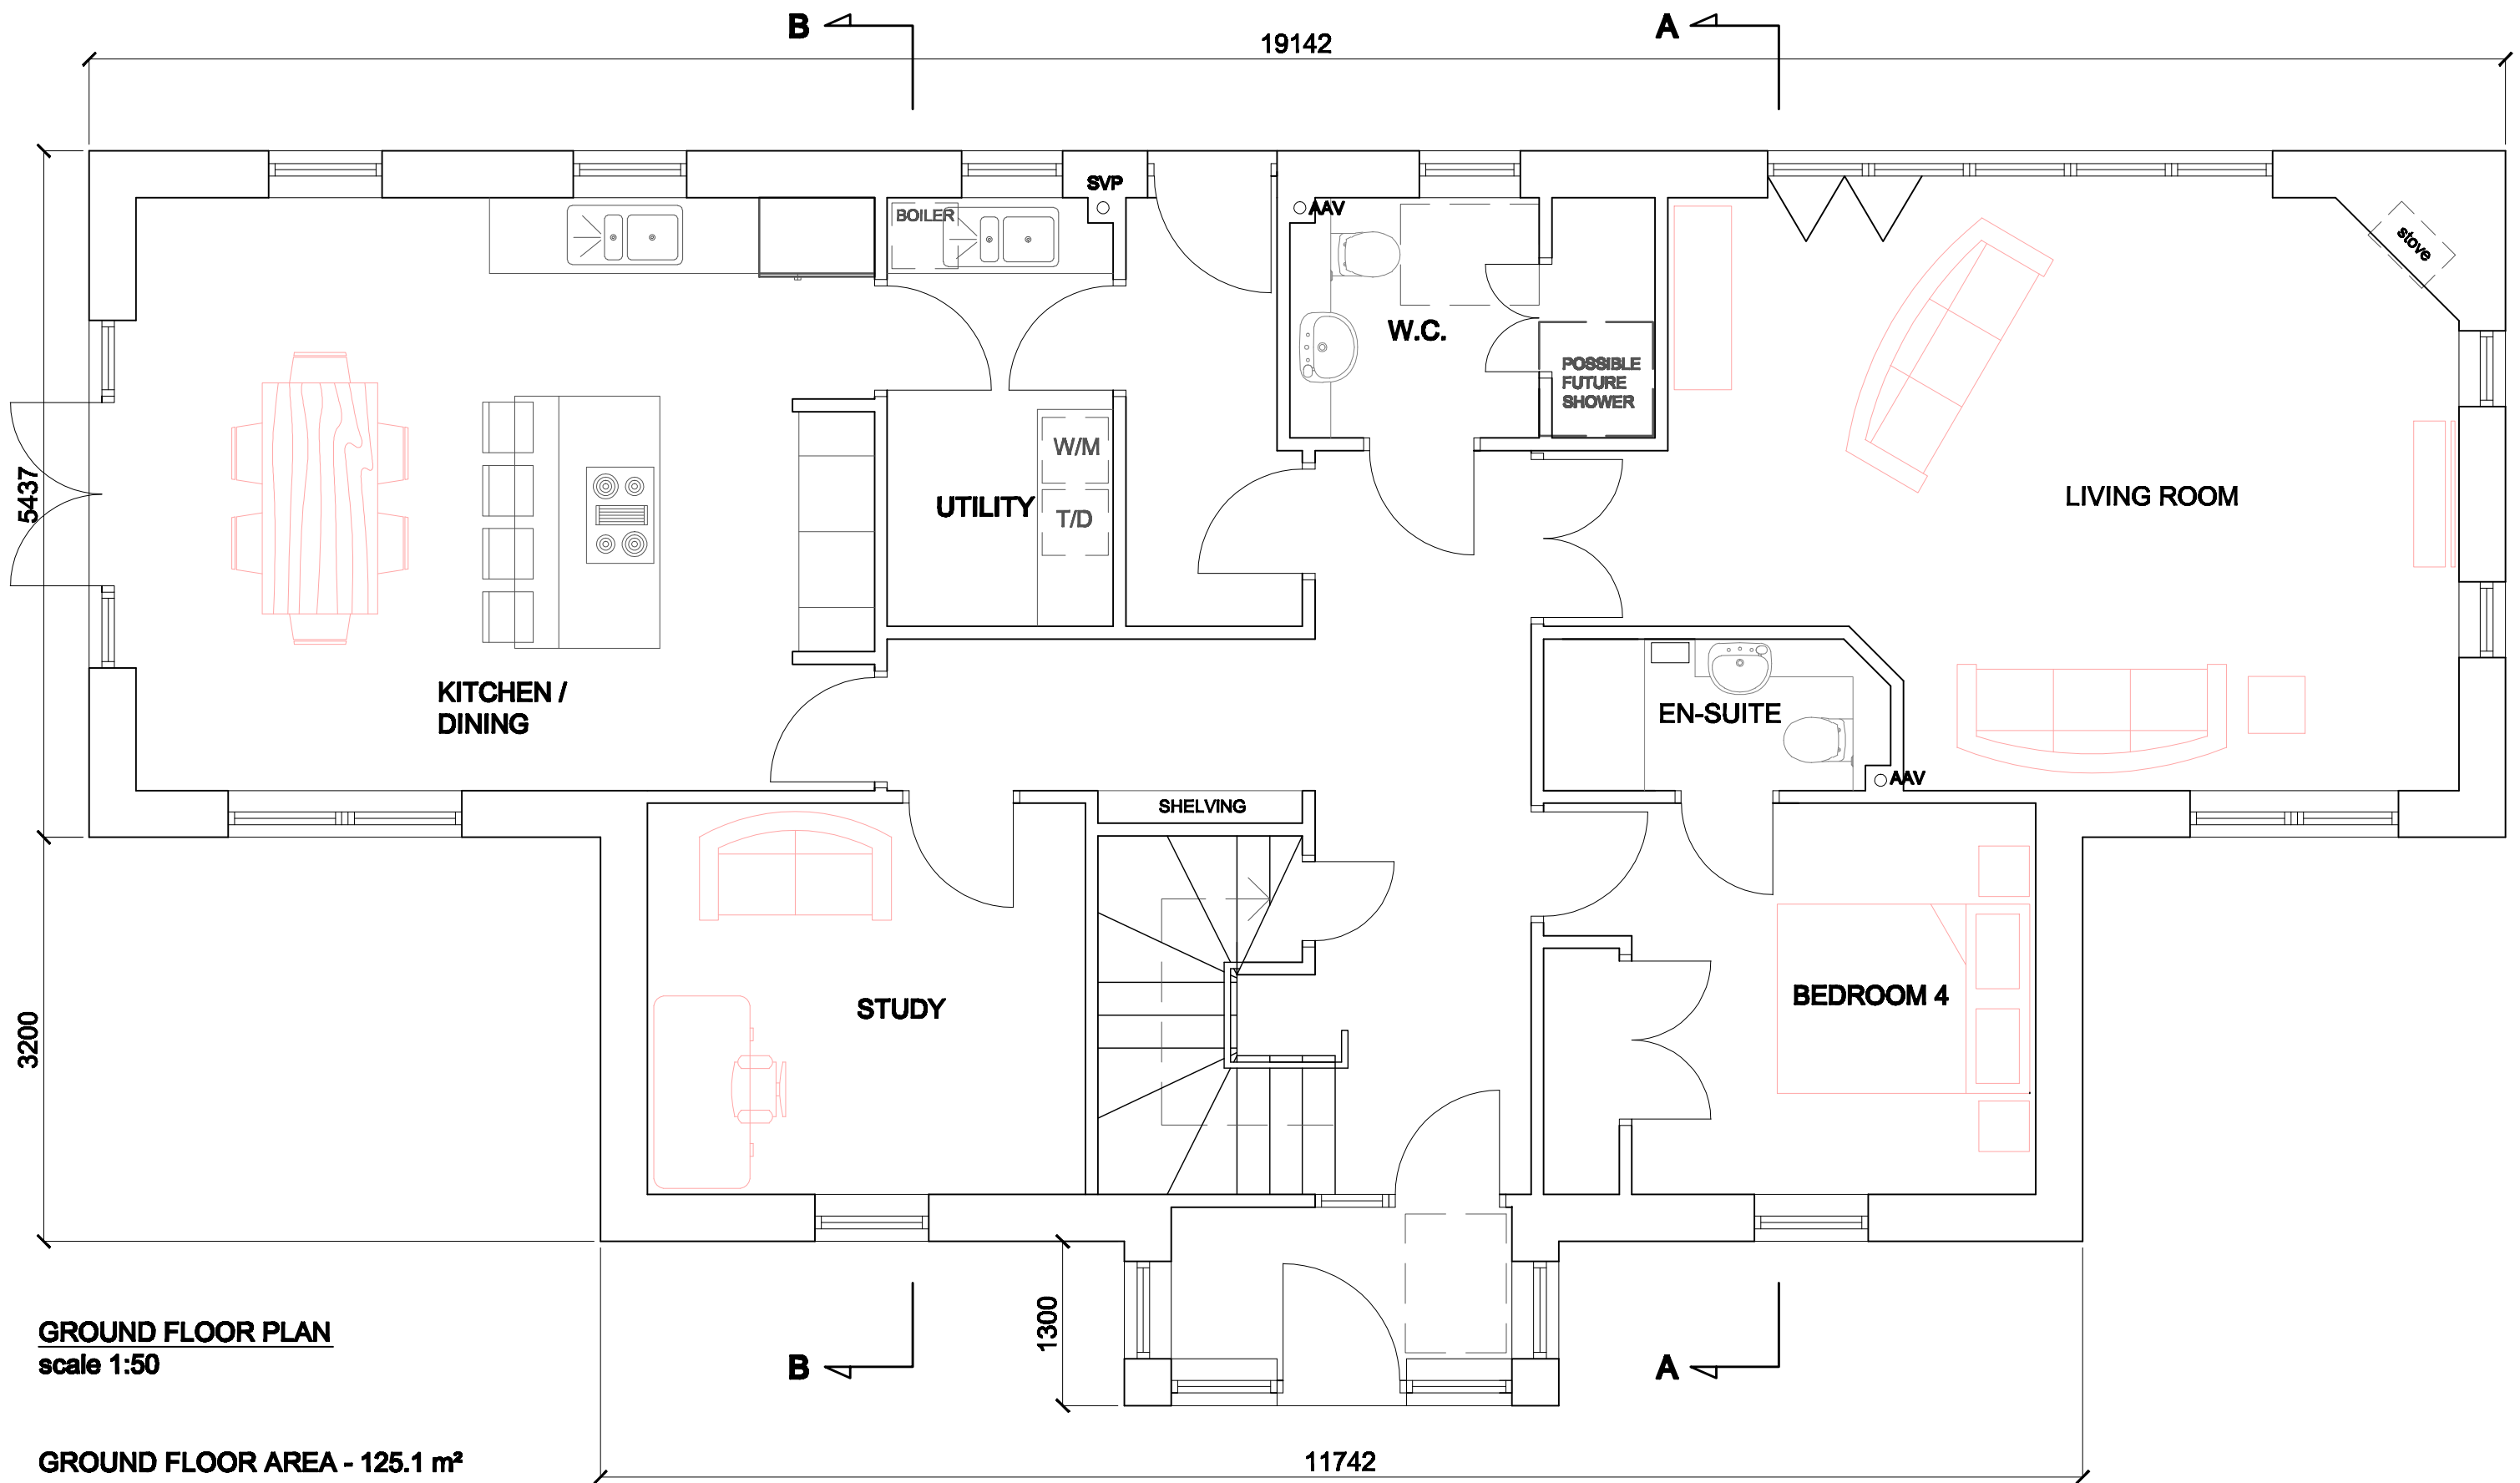 B
A
19142
SVP
BOILER
AAV
stove
W.C.
POSSIBLE
FUTURE
SHOWER
W/M
5437
UTILITY
T/D
LIVING ROOM
KITCHEN /
DINING
EN-SUITE
AAV
SHELVING
STUDY
BEDROOM 4
3200
1300
GROUND FLOOR PLAN
scale 1:50
B
A
GROUND FLOOR AREA - 125.1 m²
11742